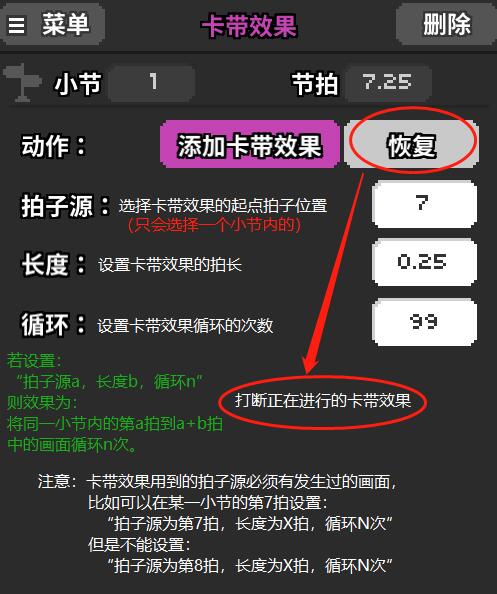 菜单
卡带效果
删除
小节
1
节拍
7.25
动作：
添加卡带效果
恢复
拍子源：
选择卡带效果的起点拍子位置
（只会选择一个小节内的）
7
长度：
设置卡带效果的拍长
0.25
循环：
设置卡带效果循环的次数
99
若设置：
“拍子源a，长度b，循环n”
则效果为：
将同一小节内的第a拍到a+b拍
中的画面循环n次。
打断正在进行的卡带效果
注意：卡带效果用到的拍子源必须有发生过的画面，
比如可以在某一小节的第7拍设置：
“拍子源为第7拍，长度为X拍，循环N次”
但是不能设置：
“拍子源为第8拍，长度为X拍，循环N次”